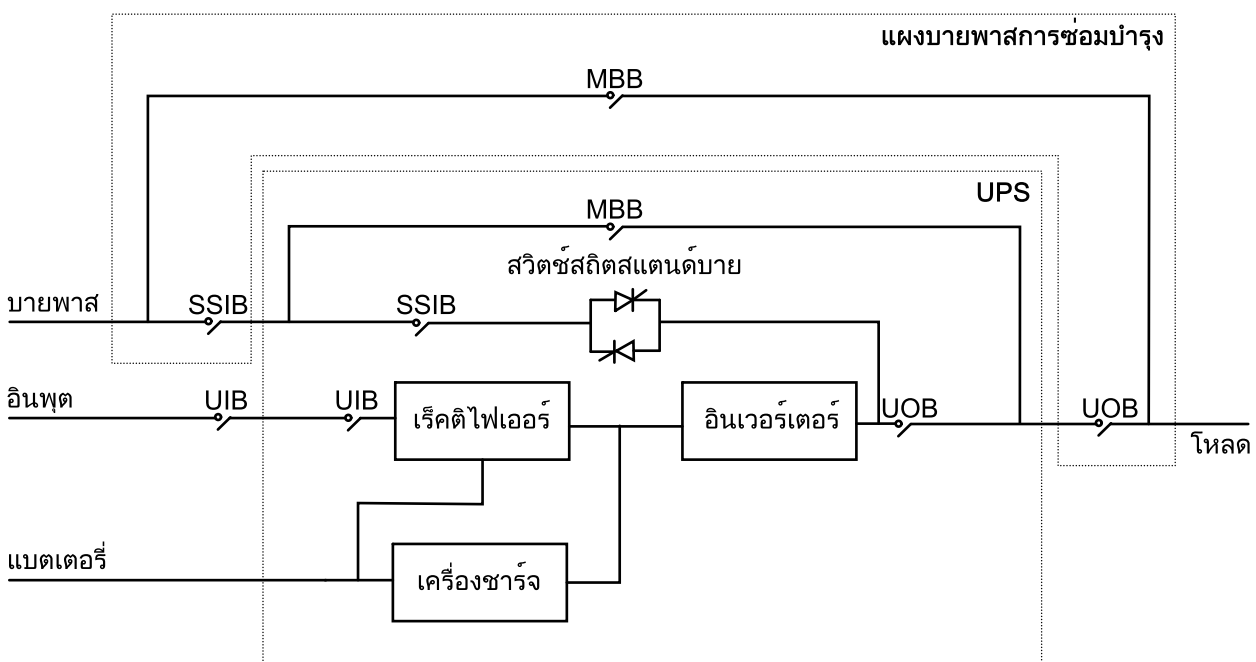 แผงบายพาสการซ่อมบำรุง
MBB
UPS
MBB
สวิตช์สถิตสแตนด์บาย
บายพาส
SSIB
SSIB
อินพุต
UIB
UIB
เร็คติไฟเออร์
อินเวอร์เตอร์
UOB
UOB
โหลด
แบตเตอรี่
เครื่องชาร์จ